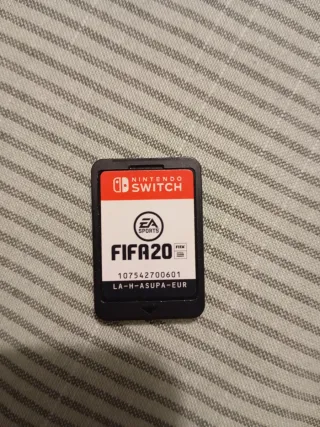 NINTENDO
SWITCH
EA
SPORTS
FIFA20
107542700601
LA-H-ASUPA-EUR